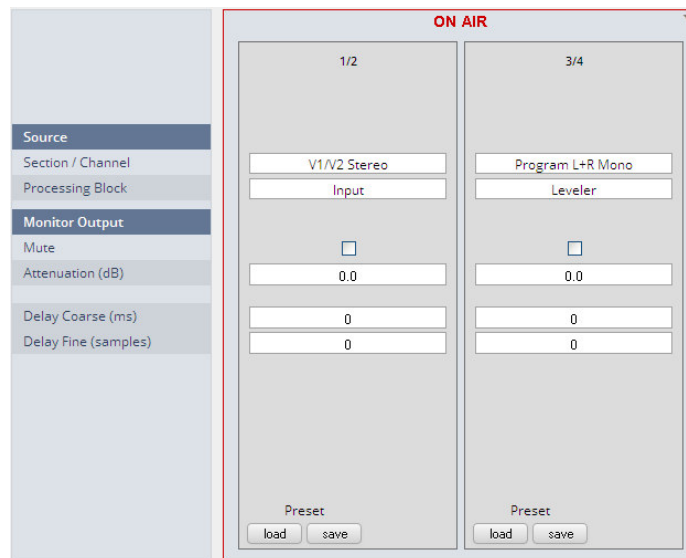 ON AIR
1/2 3/4
Source
Section / Channel V1/V2 Stereo Program L+R Mono
Processing Block Input Leveler
Monitor Output
Mute
Attenuation (dB) 0.0 0.0
Delay Coarse (ms) 0 0
Delay Fine (samples) 0 0
Preset Preset
load save load save